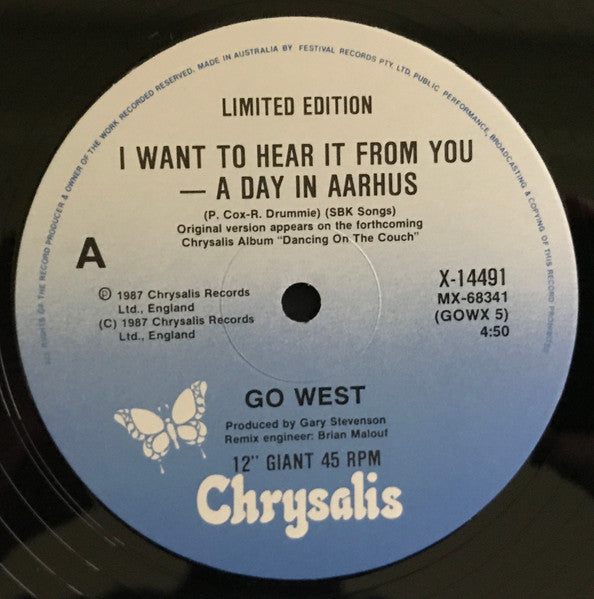 ALL RIGHTS OF THE RECORD PRODUCER & OWNER OF THE WORK RECORDED RESERVED. MADE IN AUSTRALIA BY FESTIVAL RECORDS PTY. LTD. PUBLIC PERFORMANCE, BROADCASTING & COPYING OF THIS RECORD PROHIBITED
LIMITED EDITION
I WANT TO HEAR IT FROM YOU
— A DAY IN AARHUS
(P. Cox-R. Drummie) (SBK Songs)
Original version appears on the forthcoming
Chrysalis Album "Dancing On The Couch"
A
Ⓟ 1987 Chrysalis Records
Ltd., England
(C) 1987 Chrysalis Records
Ltd., England
X-14491
MX-68341
(GOWX 5)
4:50
GO WEST
Produced by Gary Stevenson
Remix engineer: Brian Malouf
12" GIANT 45 RPM
Chrysalis